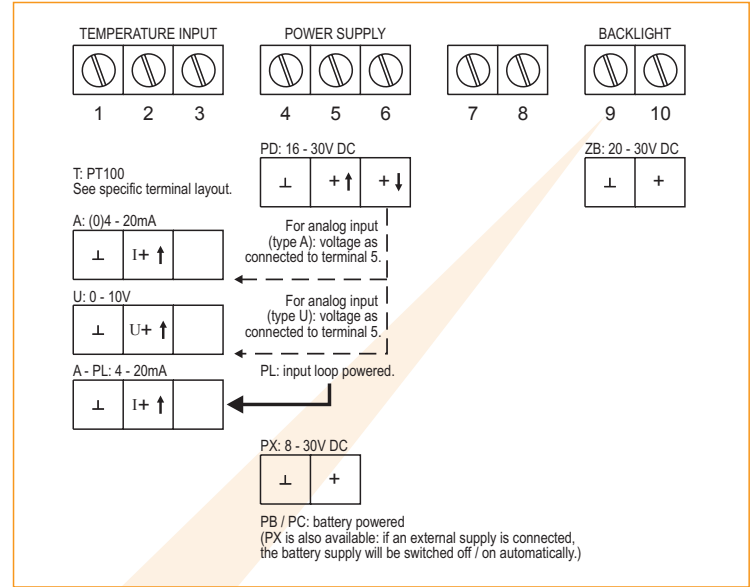 TEMPERATURE INPUT POWER SUPPLY BACKLIGHT
1 2 3 4 5 6 7 8 9 10
PD: 16 - 30V DC ZB: 20 - 30V DC
⊥ +↑ +↓ ⊥ +
T: PT100
See specific terminal layout.
A: (0)4 - 20mA
⊥ I+ ↑
For analog input
(type A): voltage as
connected to terminal 5.
U: 0 - 10V
⊥ U+ ↑
For analog input
(type U): voltage as
connected to terminal 5.
A - PL: 4 - 20mA
⊥ I+ ↑
PL: input loop powered.
PX: 8 - 30V DC
⊥ +
PB / PC: battery powered
(PX is also available: if an external supply is connected,
the battery supply will be switched off / on automatically.)